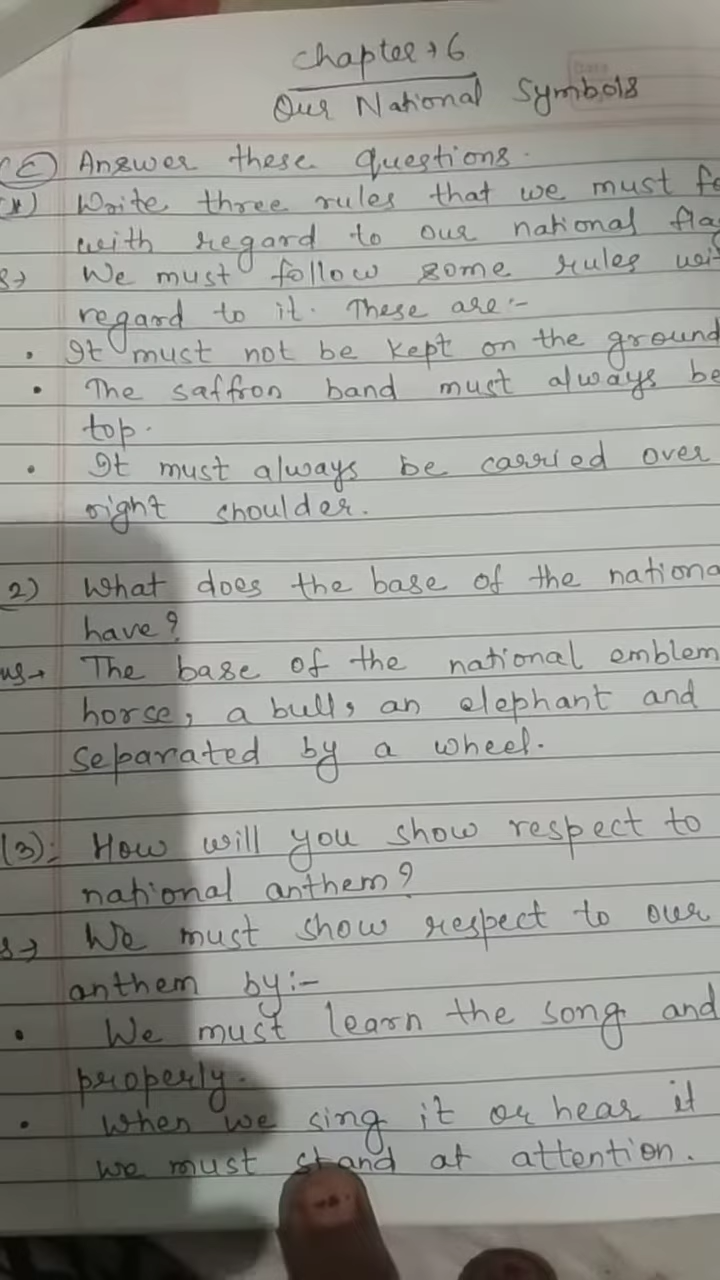 Chapter → 6
Our National Symbols
(C) Answer these questions.
Write three rules that we must
with regard to our national flag
We must follow some rules
regard to it. These are:-
• It must not be kept on the ground
• The saffron band must always be
top.
• It must always be carried over
right shoulder.
2) What does the base of the nationa
have?
The base of the national emblem
horse, a bull, an elephant and
separated by a wheel.
(3):- How will you show respect to
national anthem?
We must show respect to our
anthem by:-
• We must learn the song and
properly.
• When we sing it or hear it
we must stand at attention.